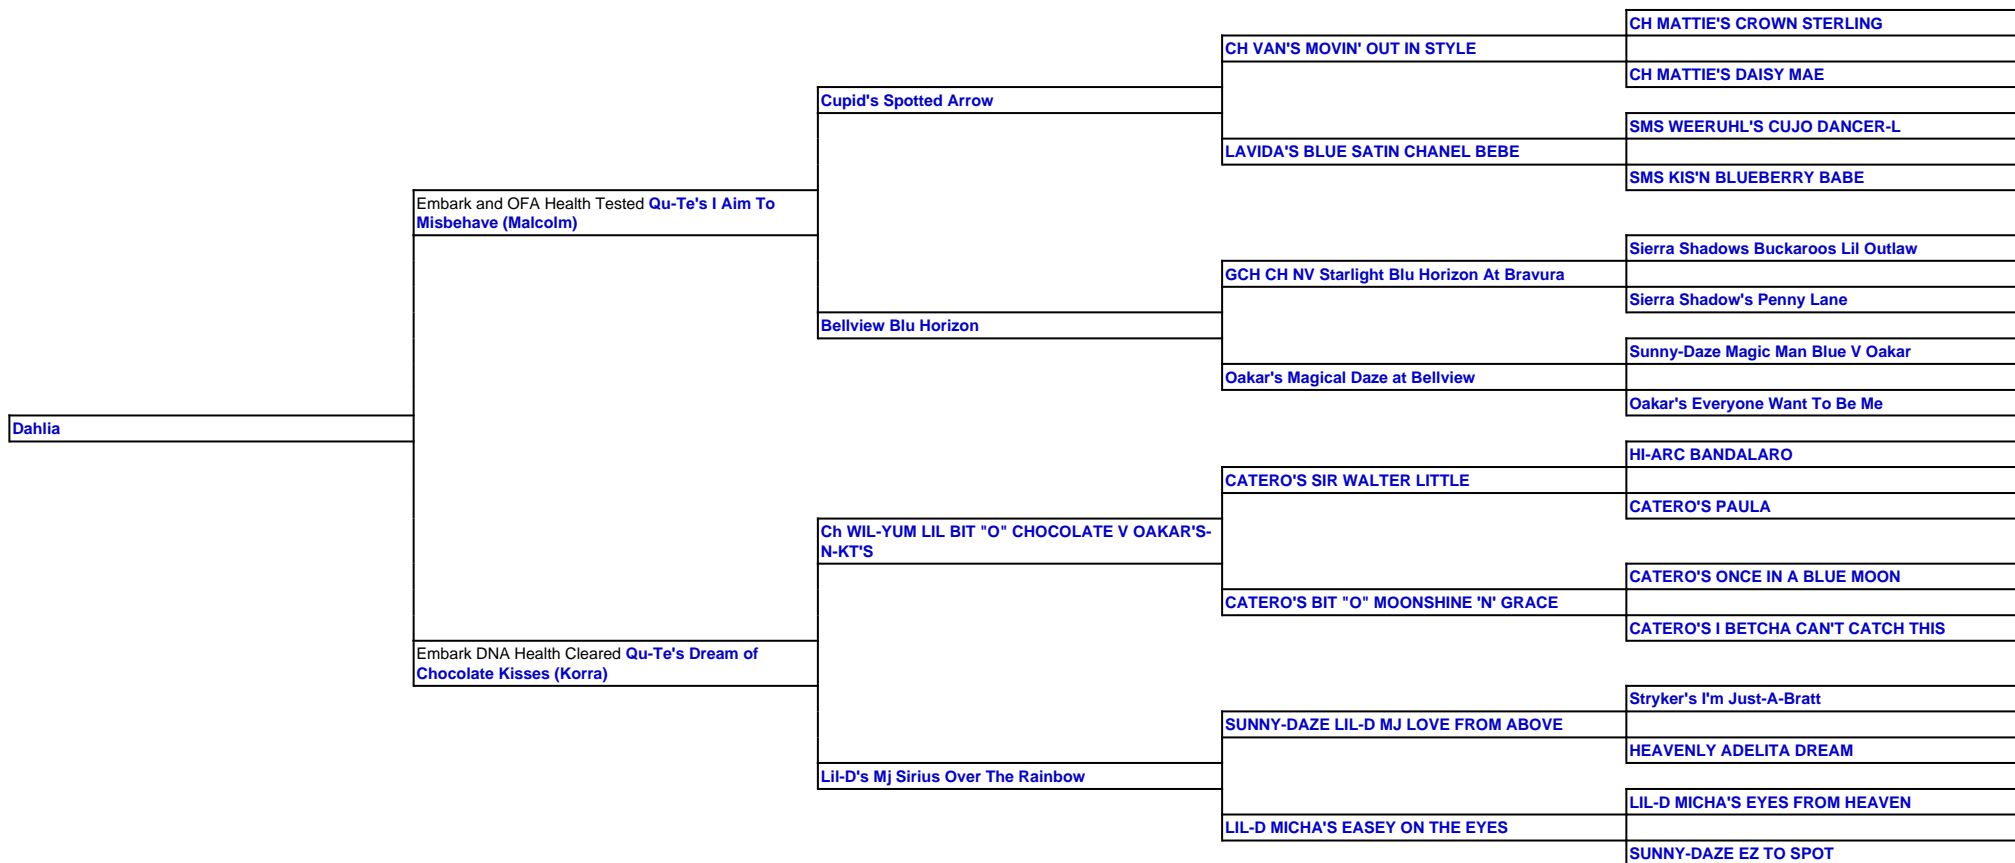 CH MATTIE'S CROWN STERLING
CH VAN'S MOVIN' OUT IN STYLE
CH MATTIE'S DAISY MAE
Cupid's Spotted Arrow
SMS WEERUHL'S CUJO DANCER-L
LAVIDA'S BLUE SATIN CHANEL BEBE
SMS KIS'N BLUEBERRY BABE
Embark and OFA Health Tested Qu-Te's I Aim To
Misbehave (Malcolm)
Sierra Shadows Buckaroos Lil Outlaw
GCH CH NV Starlight Blu Horizon At Bravura
Sierra Shadow's Penny Lane
Bellview Blu Horizon
Sunny-Daze Magic Man Blue V Oakar
Oakar's Magical Daze at Bellview
Oakar's Everyone Want To Be Me
Dahlia
HI-ARC BANDALARO
CATERO'S SIR WALTER LITTLE
CATERO'S PAULA
Ch WIL-YUM LIL BIT "O" CHOCOLATE V OAKAR'S-
N-KT'S
CATERO'S ONCE IN A BLUE MOON
CATERO'S BIT "O" MOONSHINE 'N' GRACE
CATERO'S I BETCHA CAN'T CATCH THIS
Embark DNA Health Cleared Qu-Te's Dream of
Chocolate Kisses (Korra)
Stryker's I'm Just-A-Bratt
SUNNY-DAZE LIL-D MJ LOVE FROM ABOVE
HEAVENLY ADELITA DREAM
Lil-D's Mj Sirius Over The Rainbow
LIL-D MICHA'S EYES FROM HEAVEN
LIL-D MICHA'S EASEY ON THE EYES
SUNNY-DAZE EZ TO SPOT